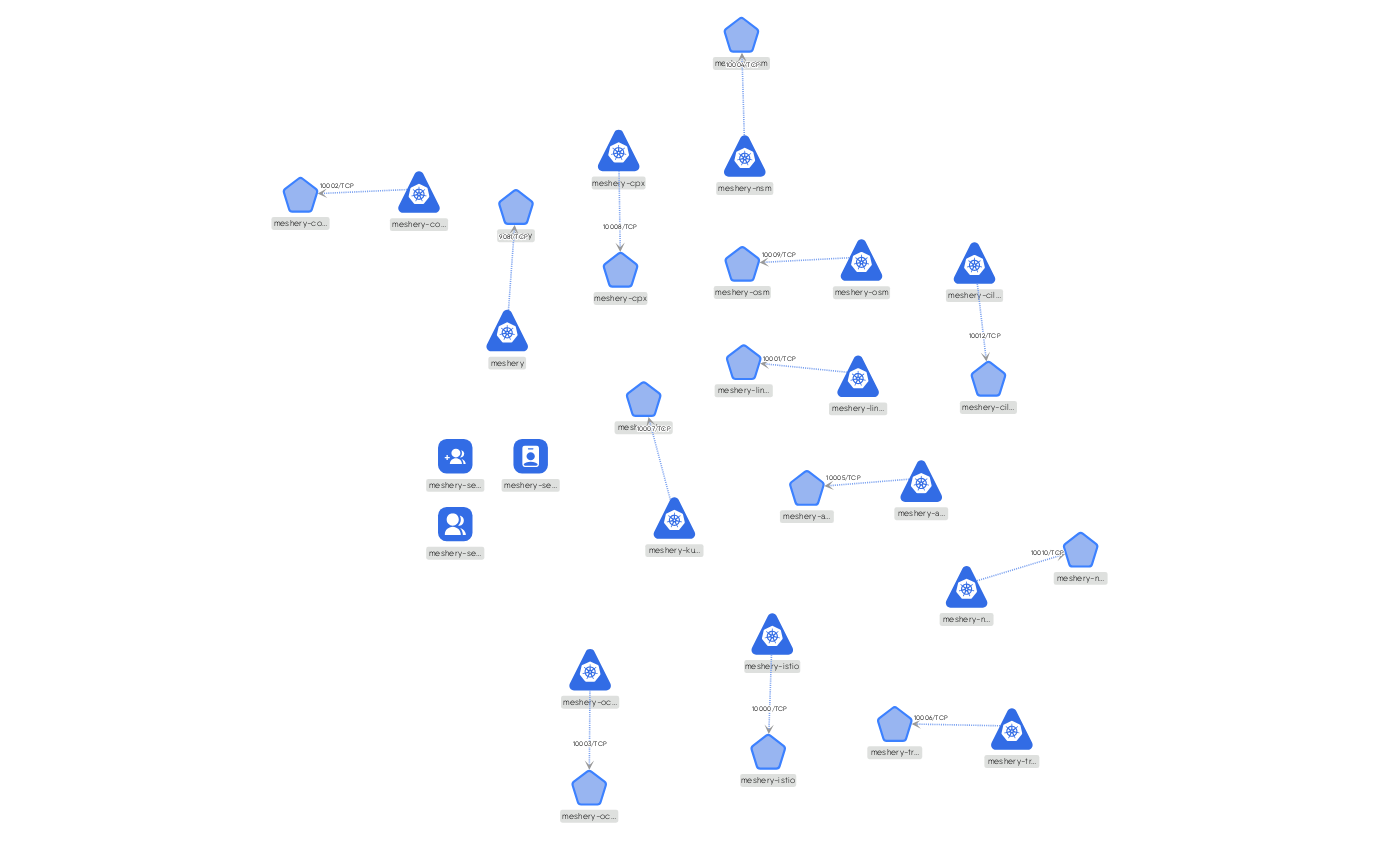 10004/TCP
meshery-nsm
meshery-cpx
10008/TCP
meshery-cpx
10002/TCP
meshery-co...
meshery-co...
9081/TCP
meshery
10009/TCP
meshery-osm
meshery-osm
meshery-cil...
10012/TCP
meshery-cil...
10001/TCP
meshery-lin...
meshery-lin...
10007/TCP
meshery-ku...
meshery-se...
meshery-se...
meshery-se...
10005/TCP
meshery-a...
meshery-a...
10010/TCP
meshery-n...
meshery-n...
meshery-istio
10000/TCP
meshery-istio
meshery-oc...
10003/TCP
meshery-oc...
10006/TCP
meshery-tr...
meshery-tr...